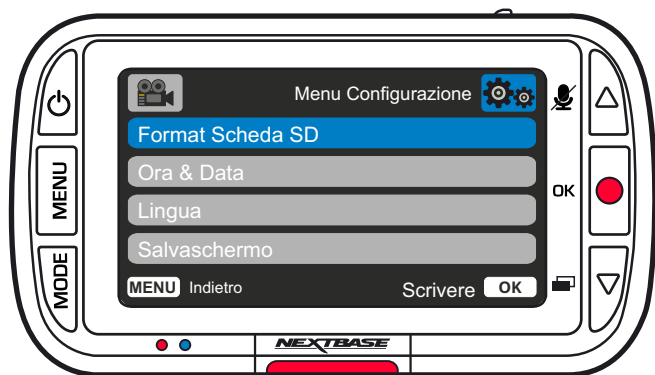 Menu Configurazione
Format Scheda SD
Ora & Data
Lingua
Salvaschermo
MENU Indietro
Scrivere OK
MENU
MODE
OK
NEXTBASE